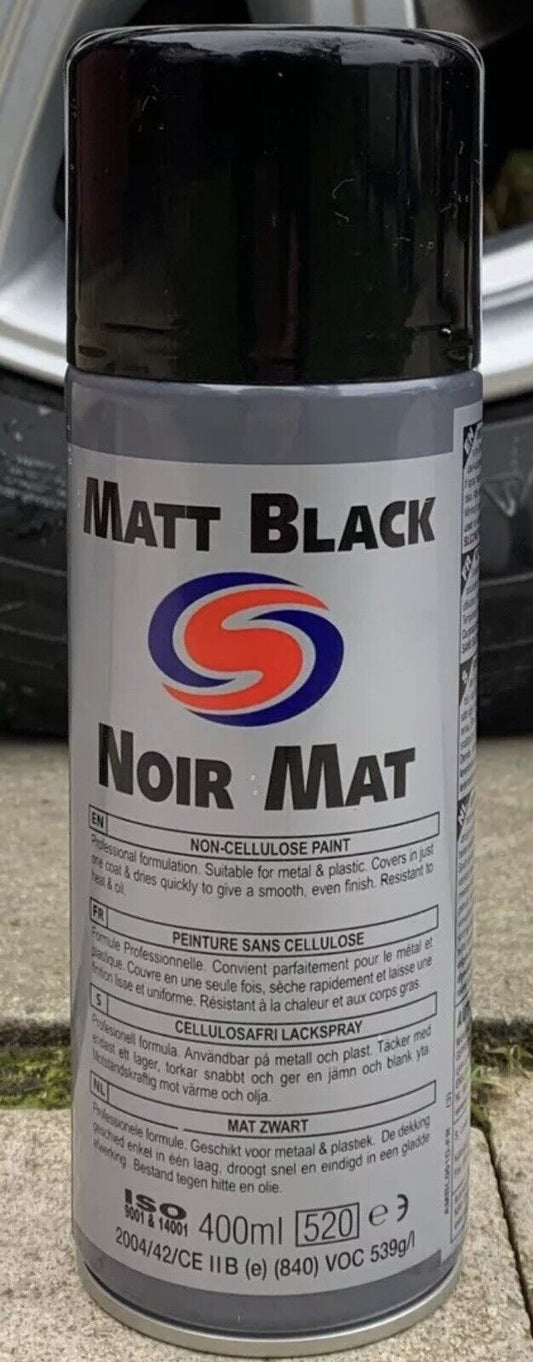 MATT BLACK
NOIR MAT
EN
NON-CELLULOSE PAINT
Professional formulation. Suitable for metal & plastic. Covers in just
one coat & dries quickly to give a smooth, even finish. Resistant to
heat & oil.
FR
PEINTURE SANS CELLULOSE
Formule Professionnelle. Convient parfaitement pour le métal et
plastique. Couvre en une seule fois, sèche rapidement et laisse une
finition lisse et uniforme. Résistant à la chaleur et aux corps gras.
S
CELLULOSAFRI LACKSPRAY
Profesionell formula. Användbar på metall och plast. Täcker med
endast ett lager, torkar snabbt och ger en jämn och blank yta.
Motståndskraftig mot värme och olja.
NL
MAT ZWART
Professionele formule. Geschikt voor metaal & plastiek. De dekking
geschied enkel in één laag, droogt snel en eindigd in een gladde
afwerking. Bestand tegen hitte en olie.
ISO
9001 & 14001
400ml 520 e
2004/42/CE IIB (e) (840) VOC 539g/l